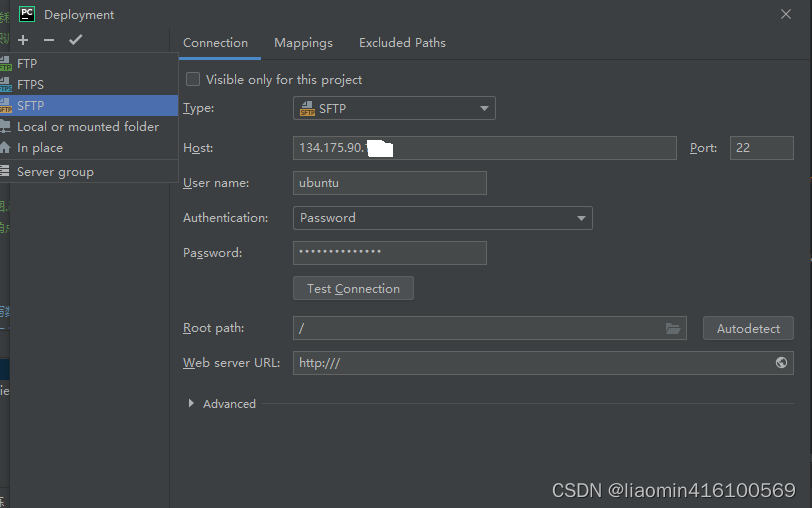 PC Deployment
Connection Mappings Excluded Paths
FTP
FTPS
SFTP
Local or mounted folder
In place
Server group
Visible only for this project
Type: SFTP
Host: 134.175.90. Port: 22
User name: ubuntu
Authentication: Password
Password: ••••••••••••••
Test Connection
Root path: / Autodetect
Web server URL: http:///
Advanced
CSDN @liaomin416100569